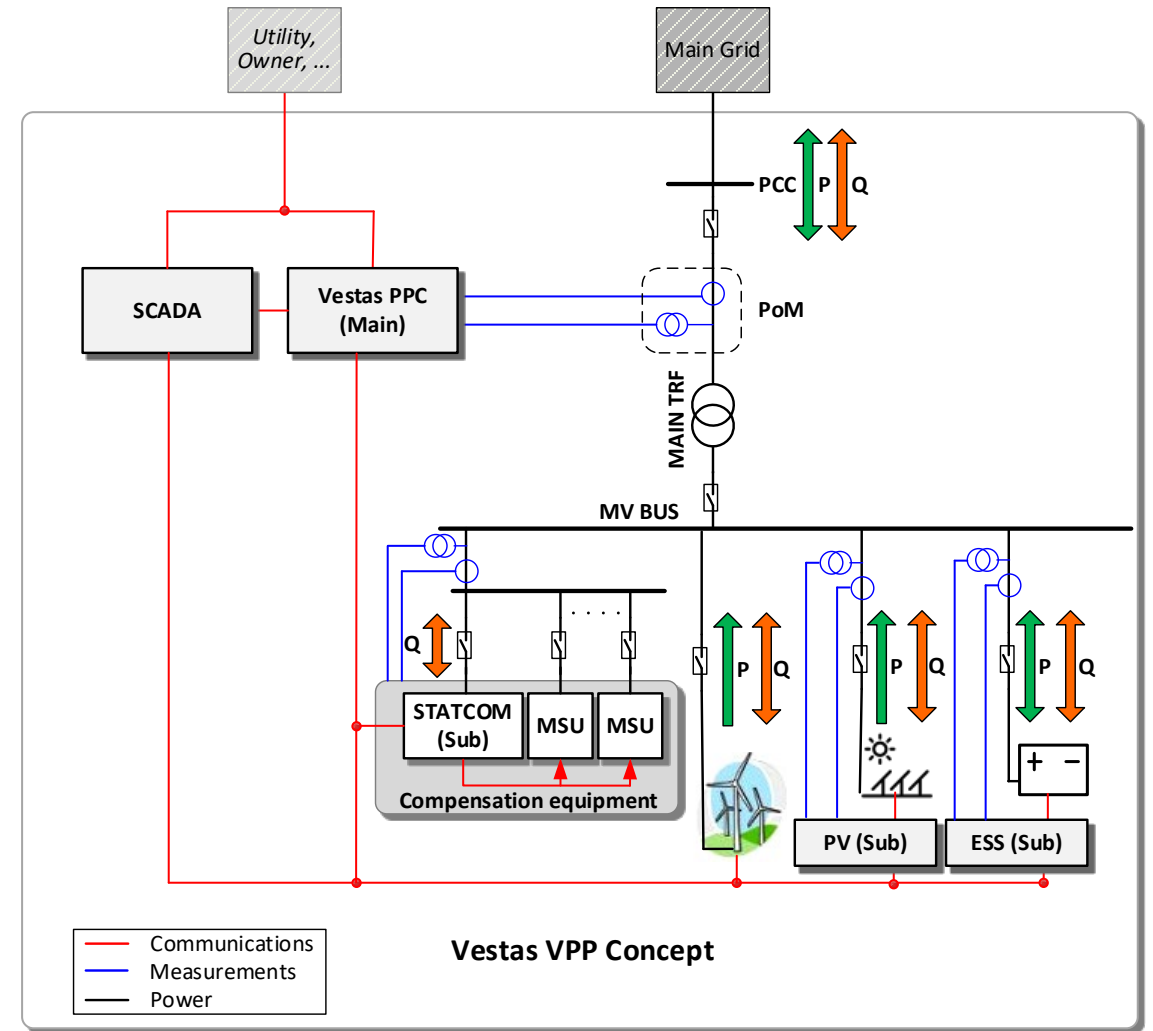 Utility,
Owner, ...
Main Grid
PCC
P
Q
SCADA
Vestas PPC
(Main)
PoM
MAIN TRF
MV BUS
Q
P
Q
P
Q
P
Q
STATCOM
(Sub)
MSU
MSU
. . . .
+ −
Compensation equipment
PV (Sub)
ESS (Sub)
Communications
Measurements
Power
Vestas VPP Concept